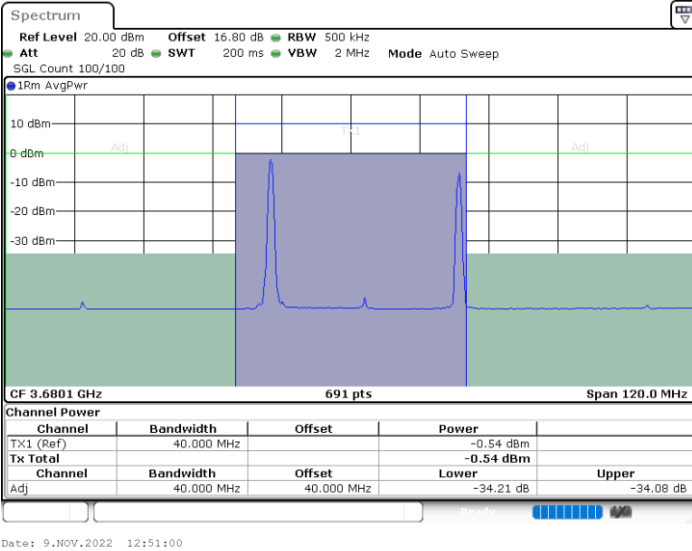 Spectrum
Ref Level 20.00 dBm Offset 16.80 dB RBW 500 kHz
Att 20 dB SWT 200 ms VBW 2 MHz Mode Auto Sweep
SGL Count 100/100
1Rm AvgPwr
TX1
10 dBm
Adj Adj
0 dBm
-10 dBm
-20 dBm
-30 dBm
CF 3.6801 GHz 691 pts Span 120.0 MHz
Channel Power
Channel Bandwidth Offset Power
TX1 (Ref) 40.000 MHz -0.54 dBm
Tx Total -0.54 dBm
Channel Bandwidth Offset Lower Upper
Adj 40.000 MHz 40.000 MHz -34.21 dB -34.08 dB
Ready
Date: 9.NOV.2022 12:51:00